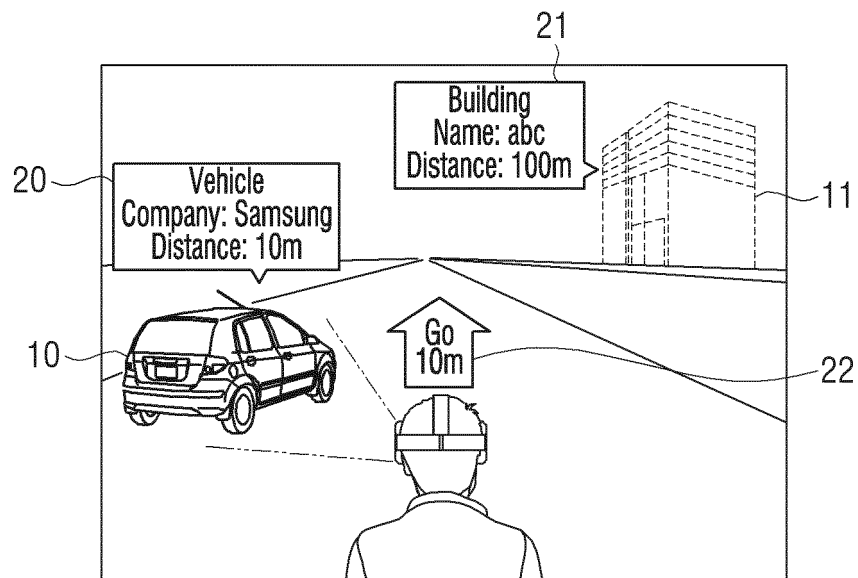 21
Building
Name: abc
Distance: 100m
11
20
Vehicle
Company: Samsung
Distance: 10m
10
Go
10m
22